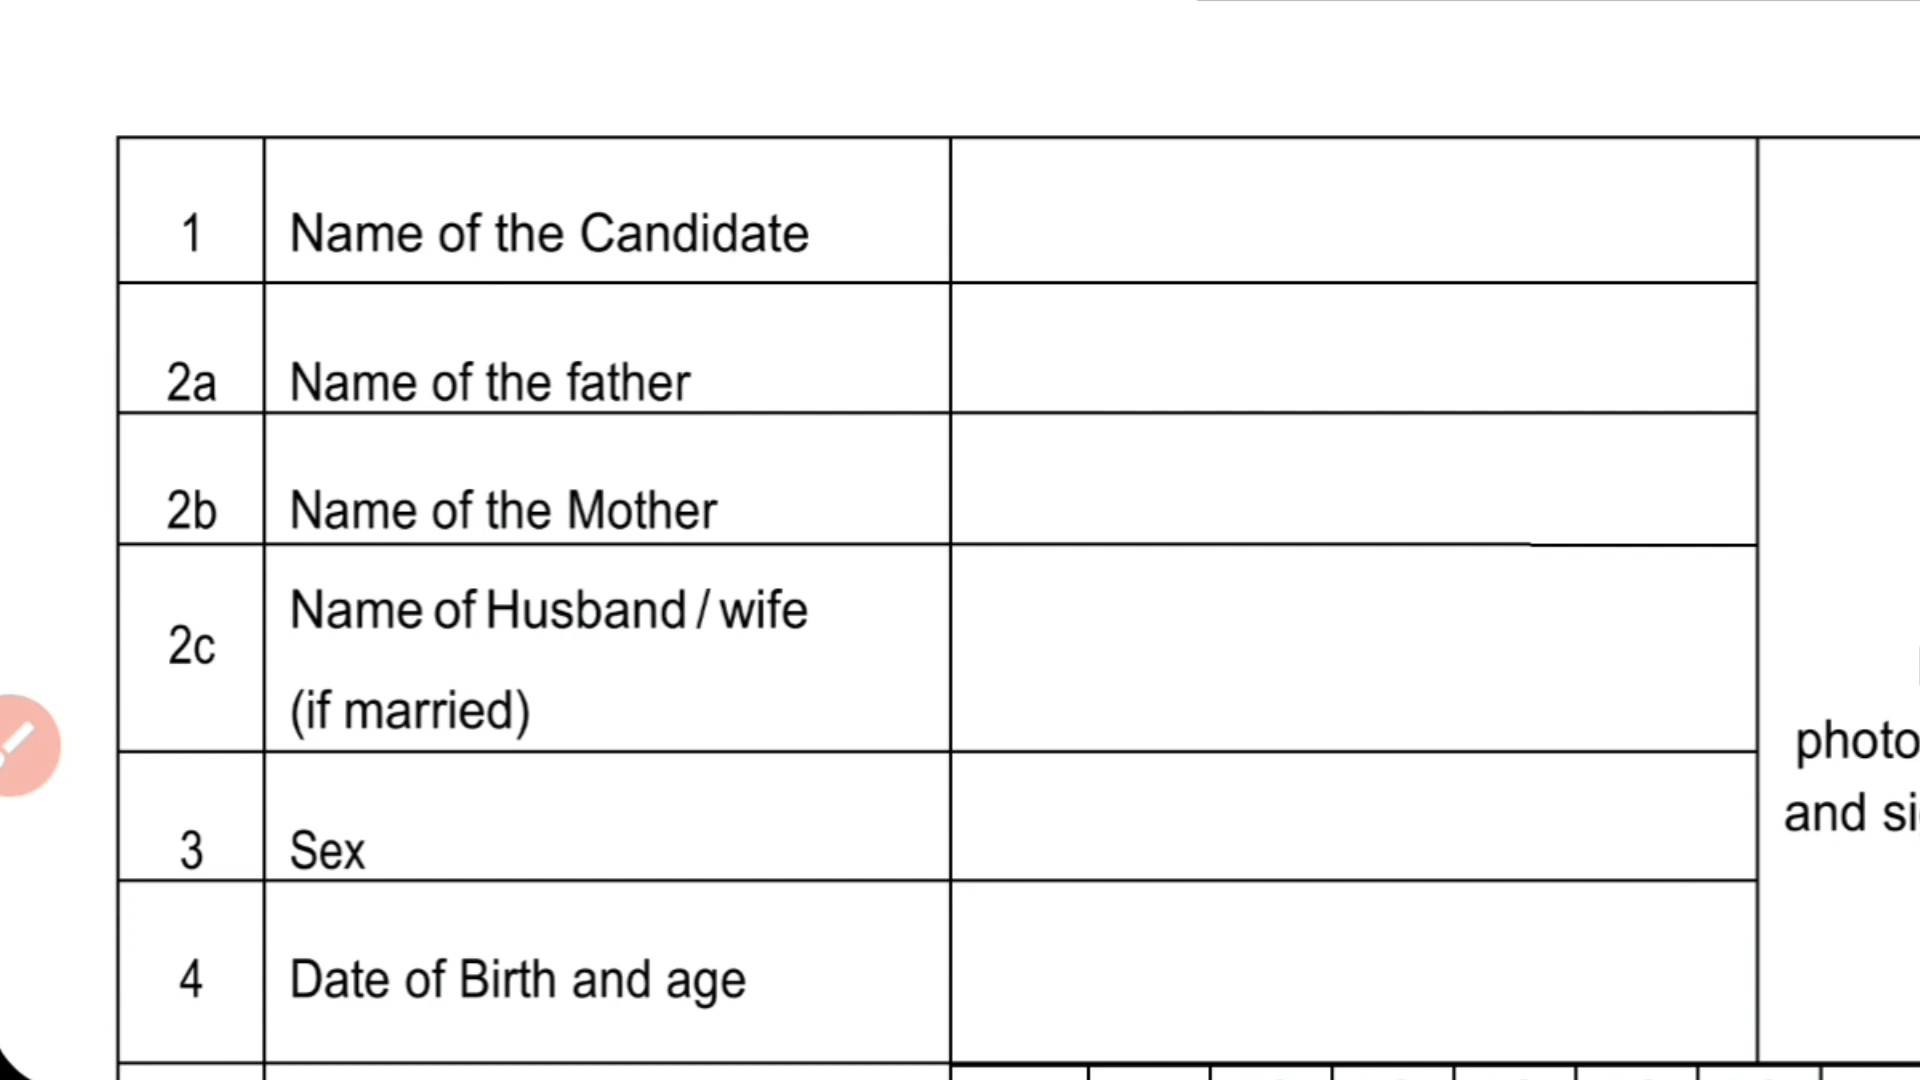 1 Name of the Candidate
2a Name of the father
2b Name of the Mother
2c Name of Husband / wife
(if married)
3 Sex
4 Date of Birth and age
photo
and